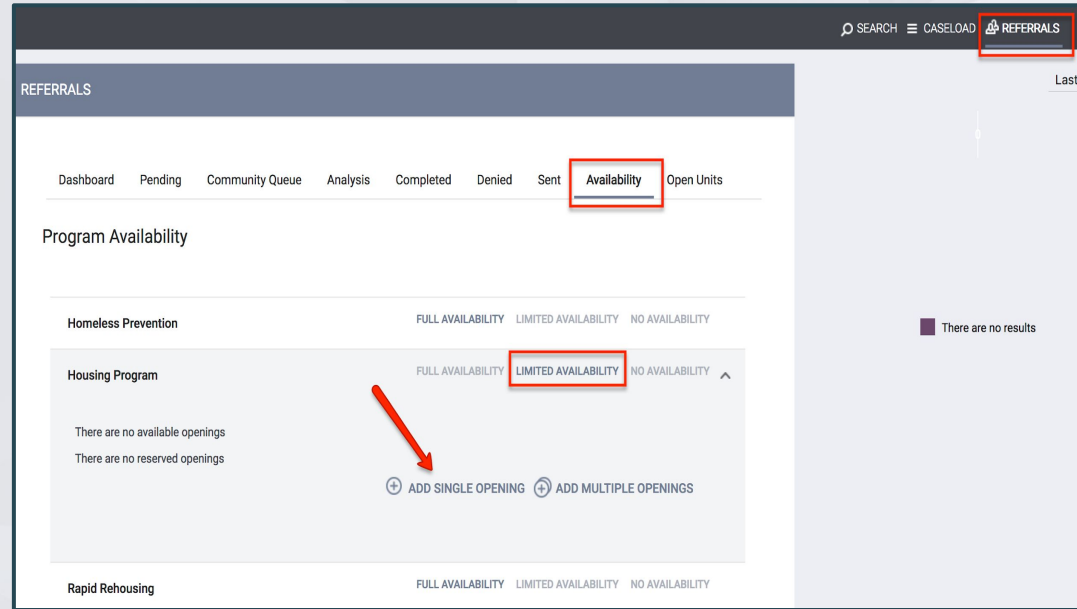 SEARCH CASELOAD REFERRALS
Last
REFERRALS
Dashboard Pending Community Queue Analysis Completed Denied Sent Availability Open Units
Program Availability
Homeless Prevention FULL AVAILABILITY LIMITED AVAILABILITY NO AVAILABILITY
There are no results
Housing Program FULL AVAILABILITY LIMITED AVAILABILITY NO AVAILABILITY
There are no available openings
There are no reserved openings
ADD SINGLE OPENING ADD MULTIPLE OPENINGS
Rapid Rehousing FULL AVAILABILITY LIMITED AVAILABILITY NO AVAILABILITY